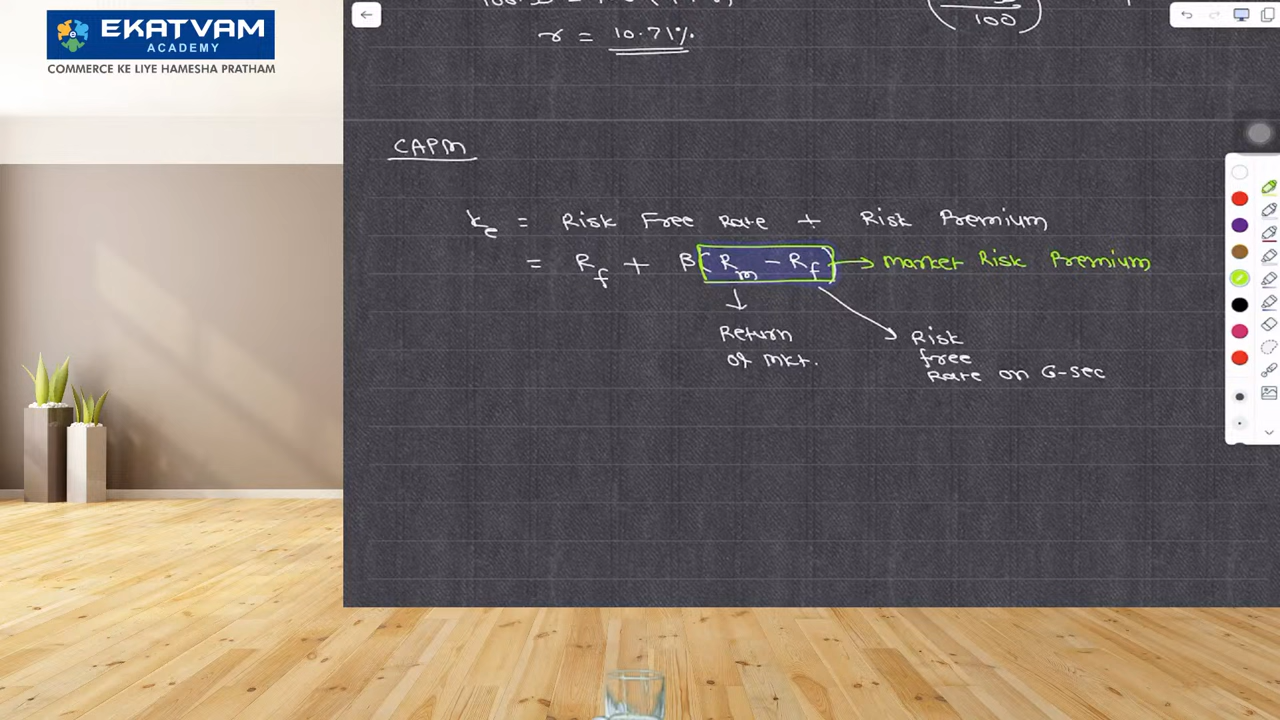 EKATVAM
ACADEMY
COMMERCE KE LIYE HAMESHA PRATHAM
100
r = 10.71%
CAPM
Ke = Risk Free Rate + Risk Premium
= Rf + β(Rm - Rf) → Market Risk Premium
Return
of Mkt.
Risk
free
Rate on G-sec